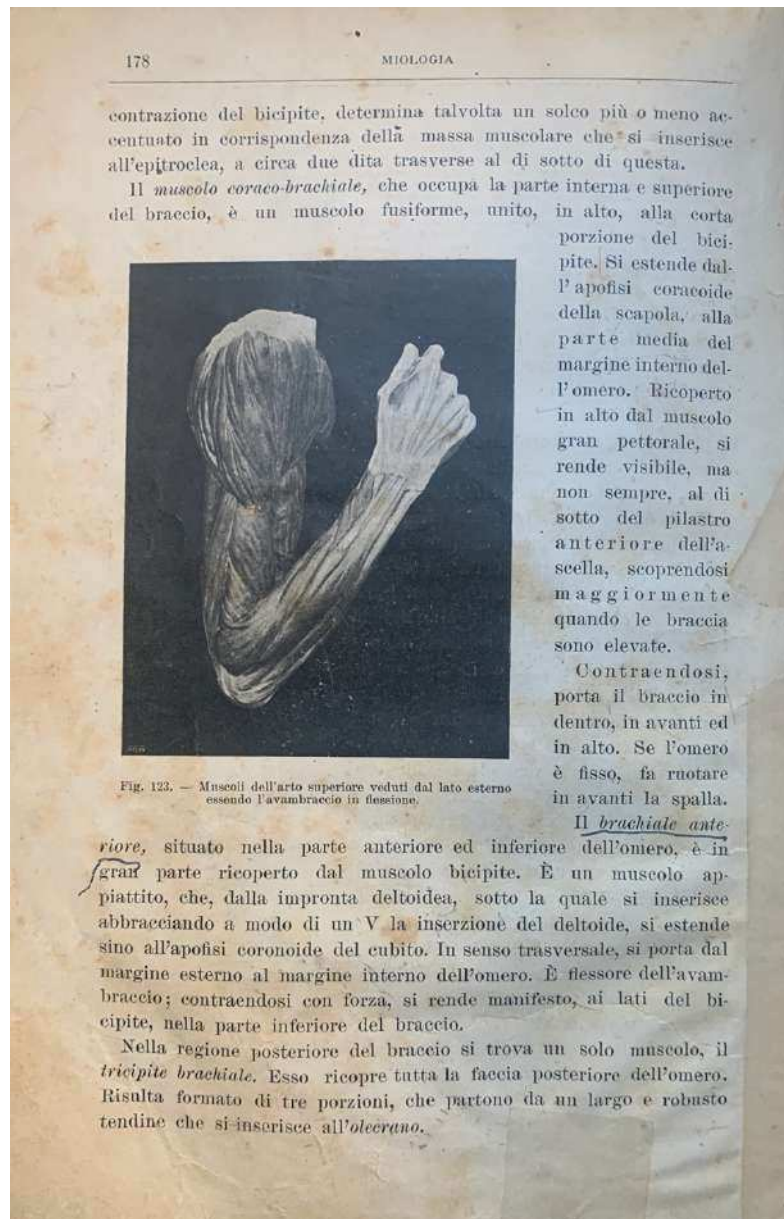 178
MIOLOGIA
contrazione del bicipite, determina talvolta un solco più o meno ac-
centuato in corrispondenza della massa muscolare che si inserisce
all'epitroclea, a circa due dita trasverse al di sotto di questa.
Il muscolo coraco-brachiale, che occupa la parte interna e superiore
del braccio, è un muscolo fusiforme, unito, in alto, alla corta
porzione del bici-
pite. Si estende dal-
l'apofisi coracoide
della scapola, alla
parte media del
margine interno del-
l'omero. Ricoperto
in alto dal muscolo
gran pettorale, si
rende visibile, ma
non sempre, al di
sotto del pilastro
anteriore dell'a-
scella, scoprendosi
maggiormente
quando le braccia
sono elevate.
Contraendosi,
porta il braccio in
dentro, in avanti ed
in alto. Se l'omero
è fisso, fa ruotare
in avanti la spalla.
Il brachiale ante-
Fig. 123. — Muscoli dell'arto superiore veduti dal lato esterno
essendo l'avambraccio in flessione.
riore, situato nella parte anteriore ed inferiore dell'omero, è in
gran parte ricoperto dal muscolo bicipite. È un muscolo ap-
piattito, che, dalla impronta deltoidea, sotto la quale si inserisce
abbracciando a modo di un V la inserzione del deltoide, si estende
sino all'apofisi coronoide del cubito. In senso trasversale, si porta dal
margine esterno al margine interno dell'omero. È flessore dell'avam-
braccio; contraendosi con forza, si rende manifesto, ai lati del bi-
cipite, nella parte inferiore del braccio.
Nella regione posteriore del braccio si trova un solo muscolo, il
tricipite brachiale. Esso ricopre tutta la faccia posteriore dell'omero.
Risulta formato di tre porzioni, che partono da un largo e robusto
tendine che si inserisce all'olecrano.